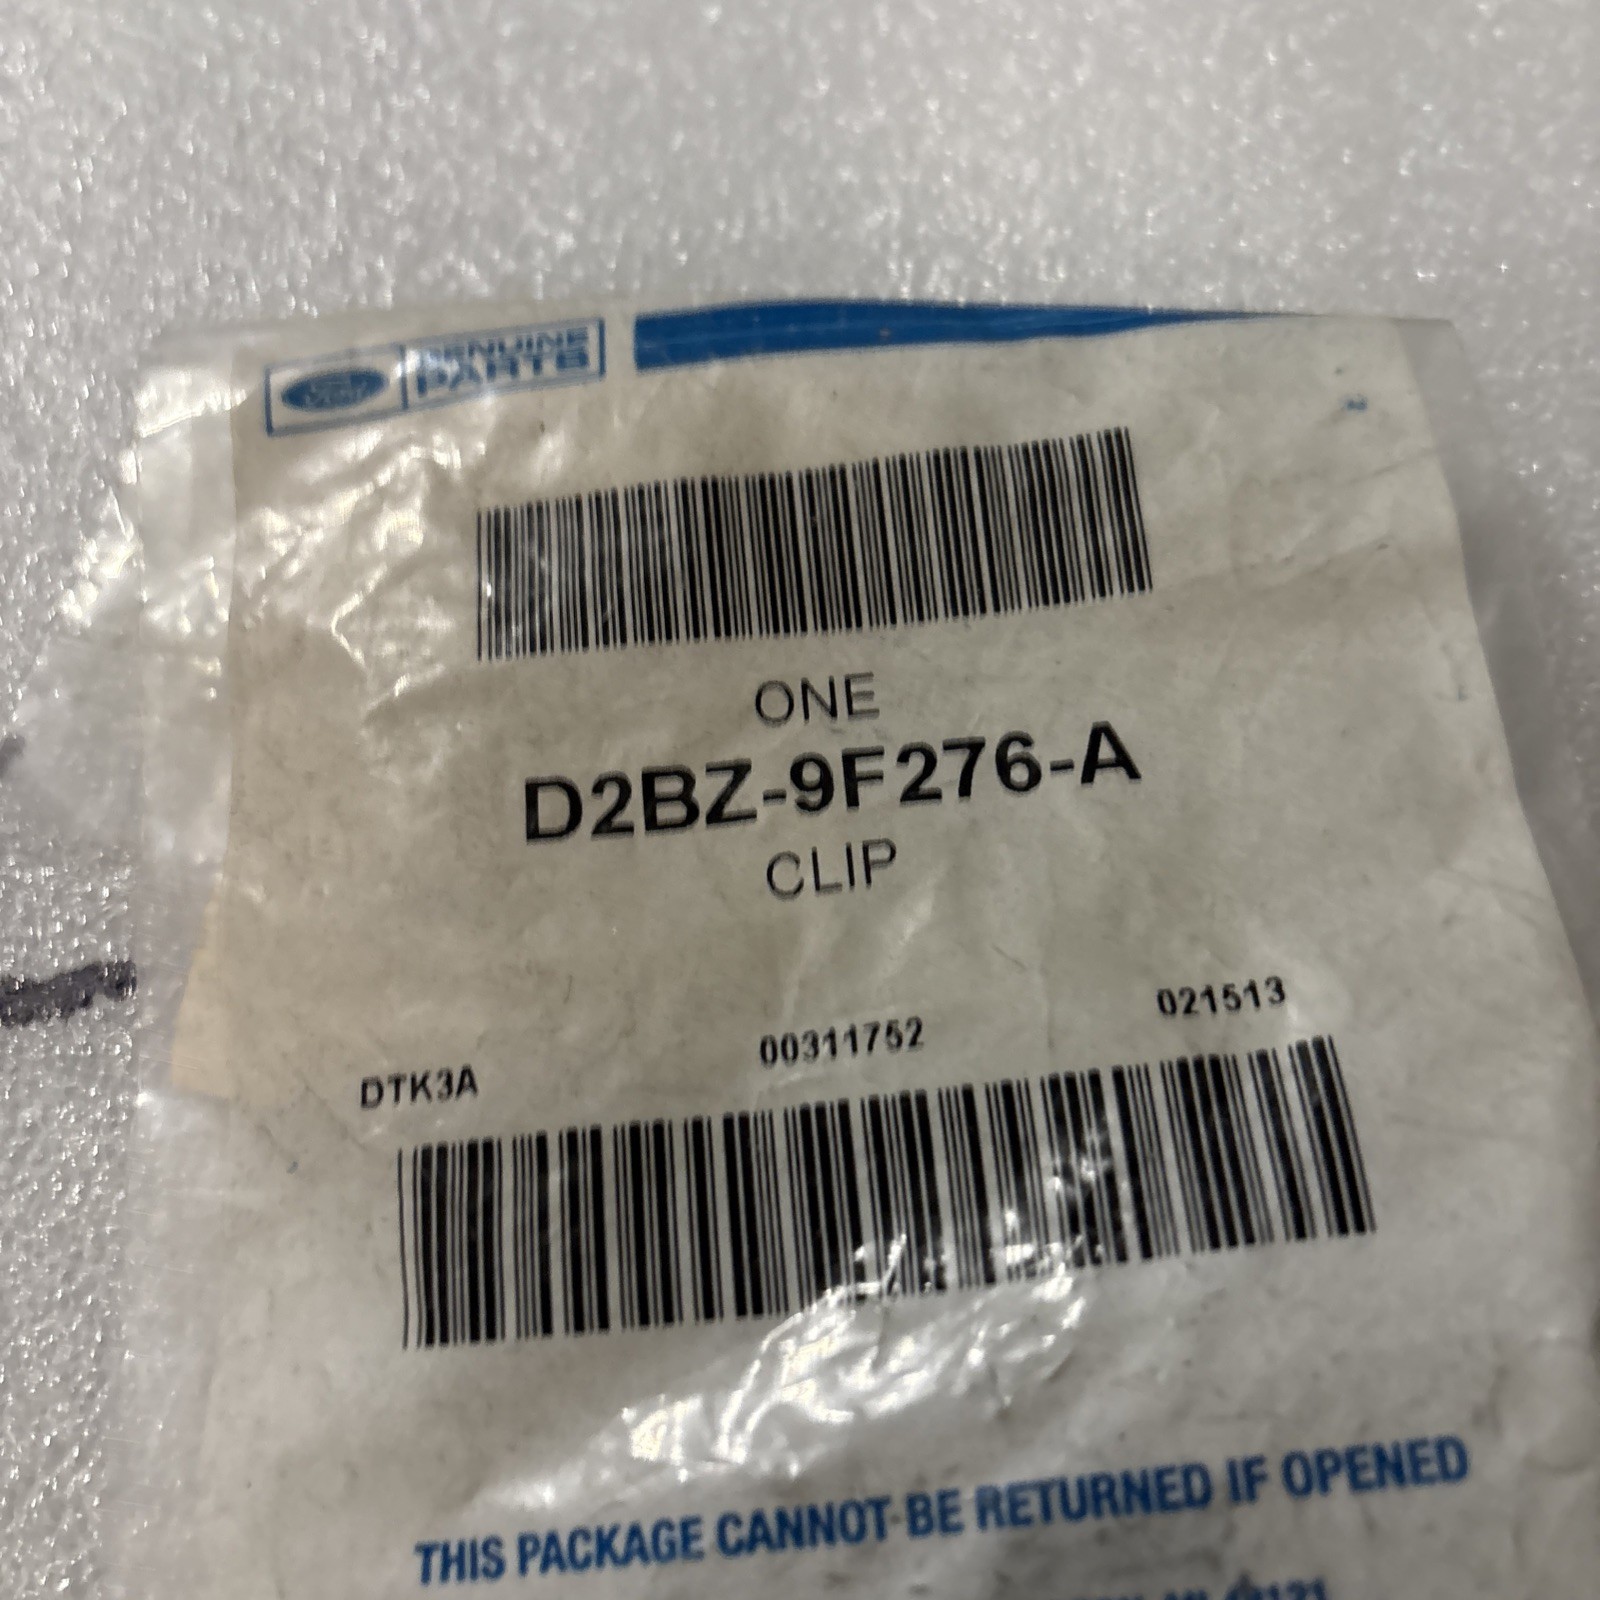 Ford
GENUINE
PARTS
ONE
D2BZ-9F276-A
CLIP
DTK3A 00311752 021513
THIS PACKAGE CANNOT BE RETURNED IF OPENED